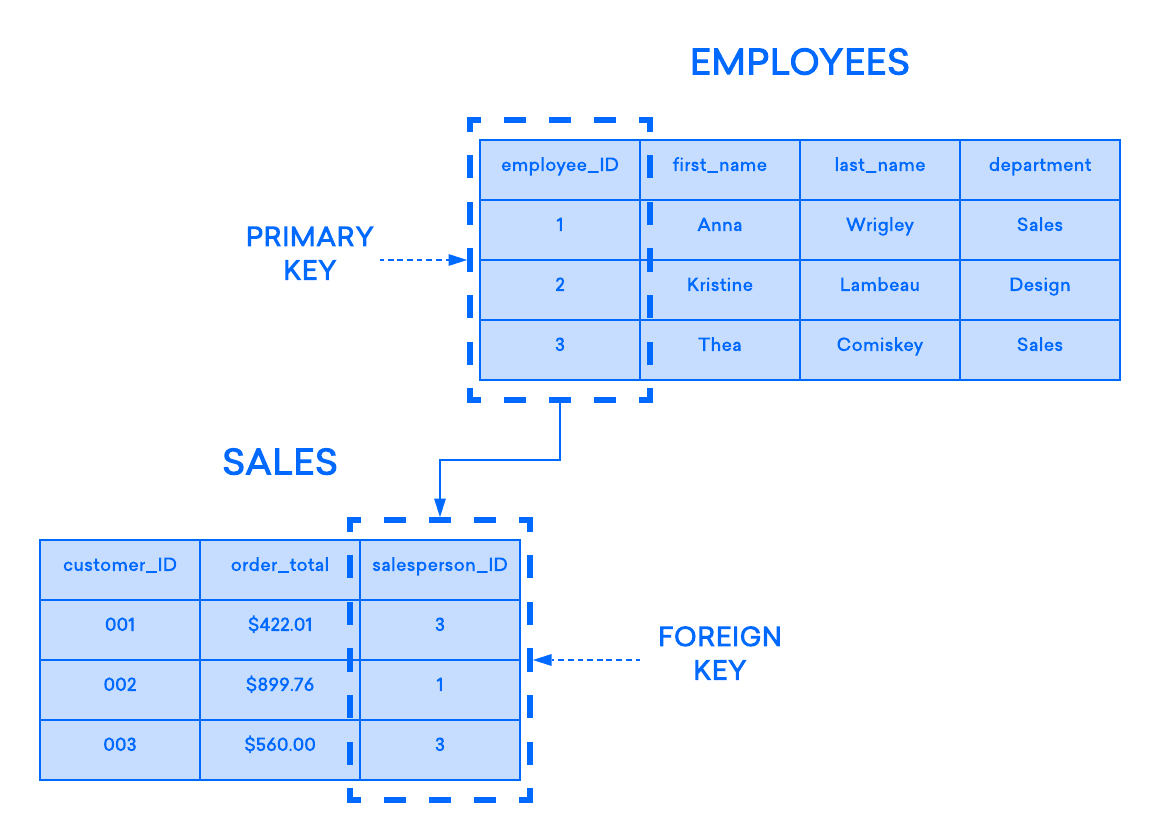 EMPLOYEES
employee_ID first_name last_name department
1 Anna Wrigley Sales
PRIMARY
KEY
2 Kristine Lambeau Design
3 Thea Comiskey Sales
SALES
customer_ID order_total salesperson_ID
001 $422.01 3
FOREIGN
KEY
002 $899.76 1
003 $560.00 3